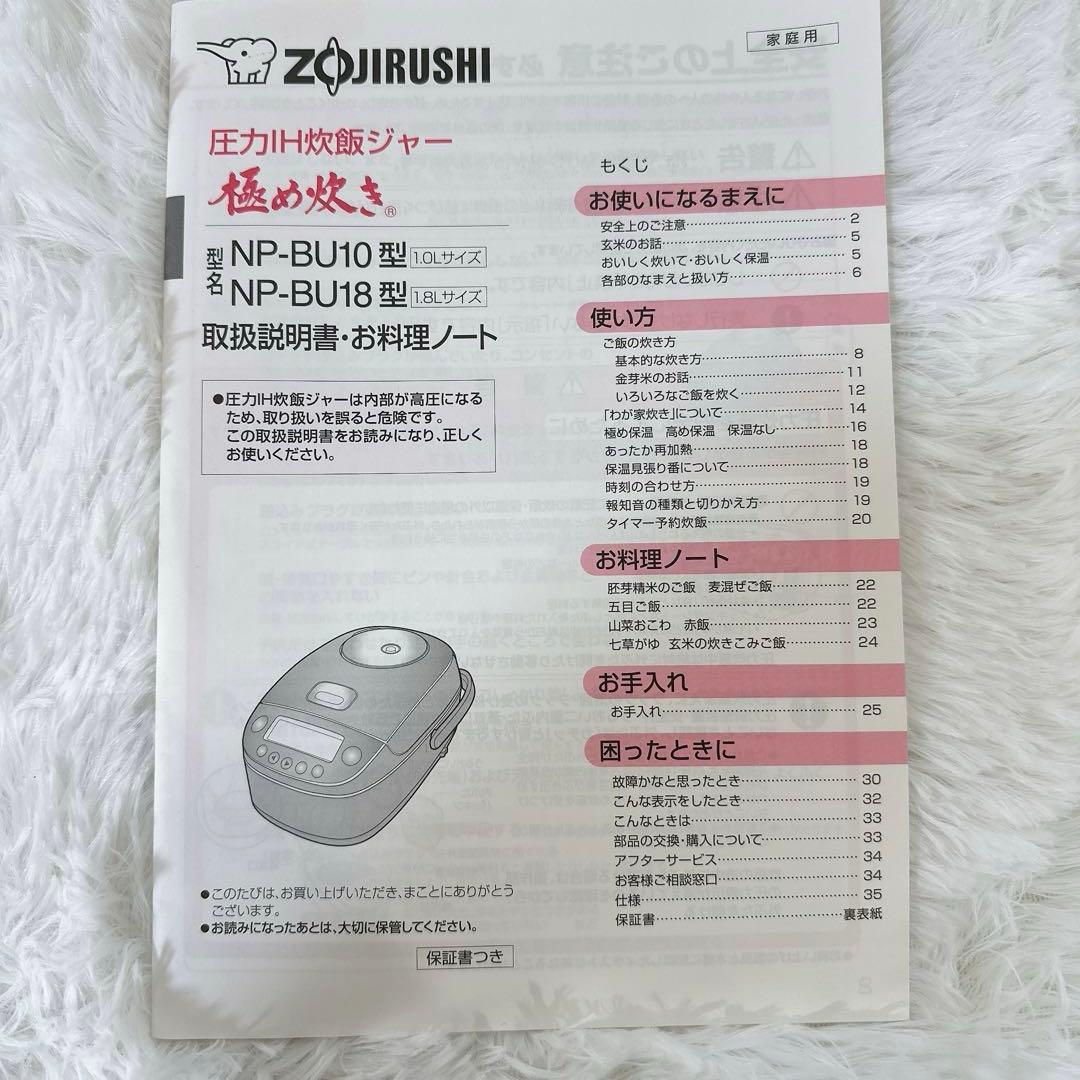 ZOJIRUSHI
家庭用
圧力IH炊飯ジャー
極め炊き®
型名 NP-BU10型 1.0Lサイズ
NP-BU18型 1.8Lサイズ
取扱説明書・お料理ノート
●圧力IH炊飯ジャーは内部が高圧になる
ため、取り扱いを誤ると危険です。
この取扱説明書をお読みになり、正しく
お使いください。
●このたびは、お買い上げいただき、まことにありがとう
ございます。
●お読みになったあとは、大切に保管してください。
保証書つき
もくじ
お使いになるまえに
安全上のご注意 2
玄米のお話 5
おいしく炊いて・おいしく保温 5
各部のなまえと扱い方 6
使い方
ご飯の炊き方
基本的な炊き方 8
金芽米のお話 11
いろいろなご飯を炊く 12
「わが家炊き」について 14
極め保温 高め保温 保温なし 16
あったか再加熱 18
保温見張り番について 18
時刻の合わせ方 19
報知音の種類と切りかえ方 19
タイマー予約炊飯 20
お料理ノート
胚芽精米のご飯 麦混ぜご飯 22
五目ご飯 22
山菜おこわ 赤飯 23
七草がゆ 玄米の炊きこみご飯 24
お手入れ
お手入れ 25
困ったときに
故障かなと思ったとき 30
こんな表示をしたとき 32
こんなときは 33
部品の交換・購入について 33
アフターサービス 34
お客様ご相談窓口 34
仕様 35
保証書 裏表紙